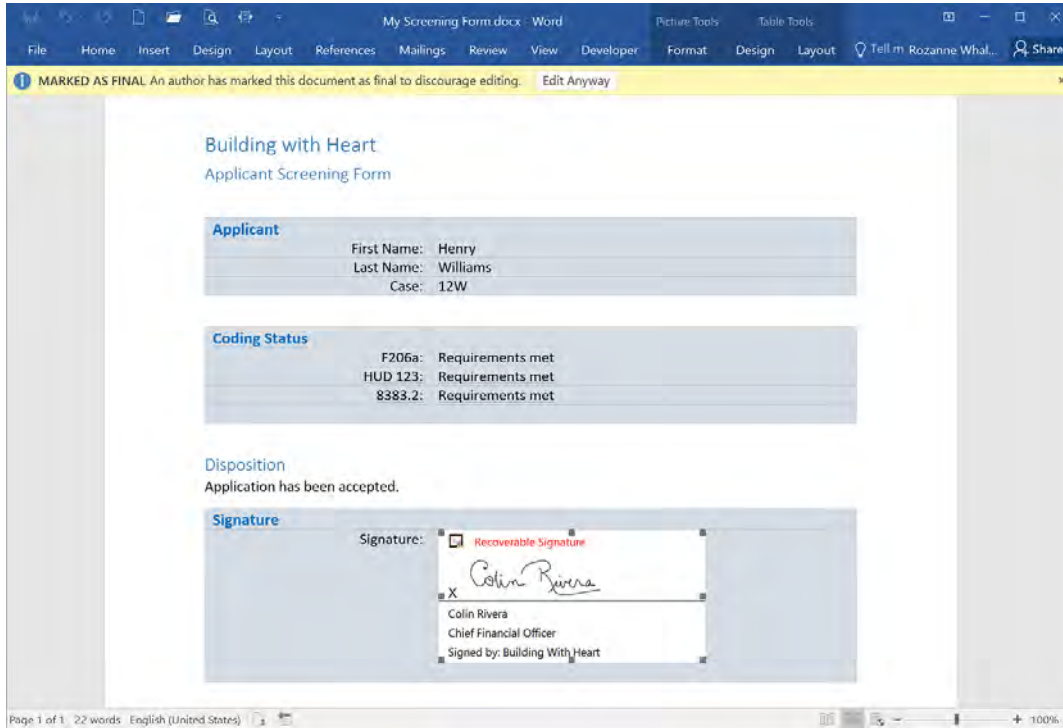 My Screening Form.docx - Word
Picture Tools
Table Tools
File Home Insert Design Layout References Mailings Review View Developer Format Design Layout Tell m Rozanne Whal... Share
MARKED AS FINAL An author has marked this document as final to discourage editing. Edit Anyway
Building with Heart
Applicant Screening Form
Applicant
First Name: Henry
Last Name: Williams
Case: 12W
Coding Status
F206a: Requirements met
HUD 123: Requirements met
8383.2: Requirements met
Disposition
Application has been accepted.
Signature
Signature: Recoverable Signature
Colin Rivera
X
Colin Rivera
Chief Financial Officer
Signed by: Building With Heart
Page 1 of 1 22 words English (United States) 100%